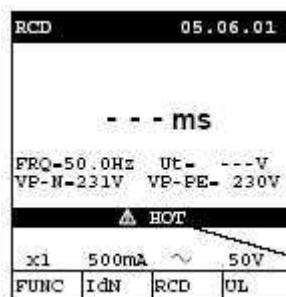 RCD 05.06.01
- - - ms
FRQ=50.0Hz Ut= ---V
VP-N=231V VP-PE= 230V
⚠ HOT
x1 500mA ~ 50V
FUNC IdN RCD UL